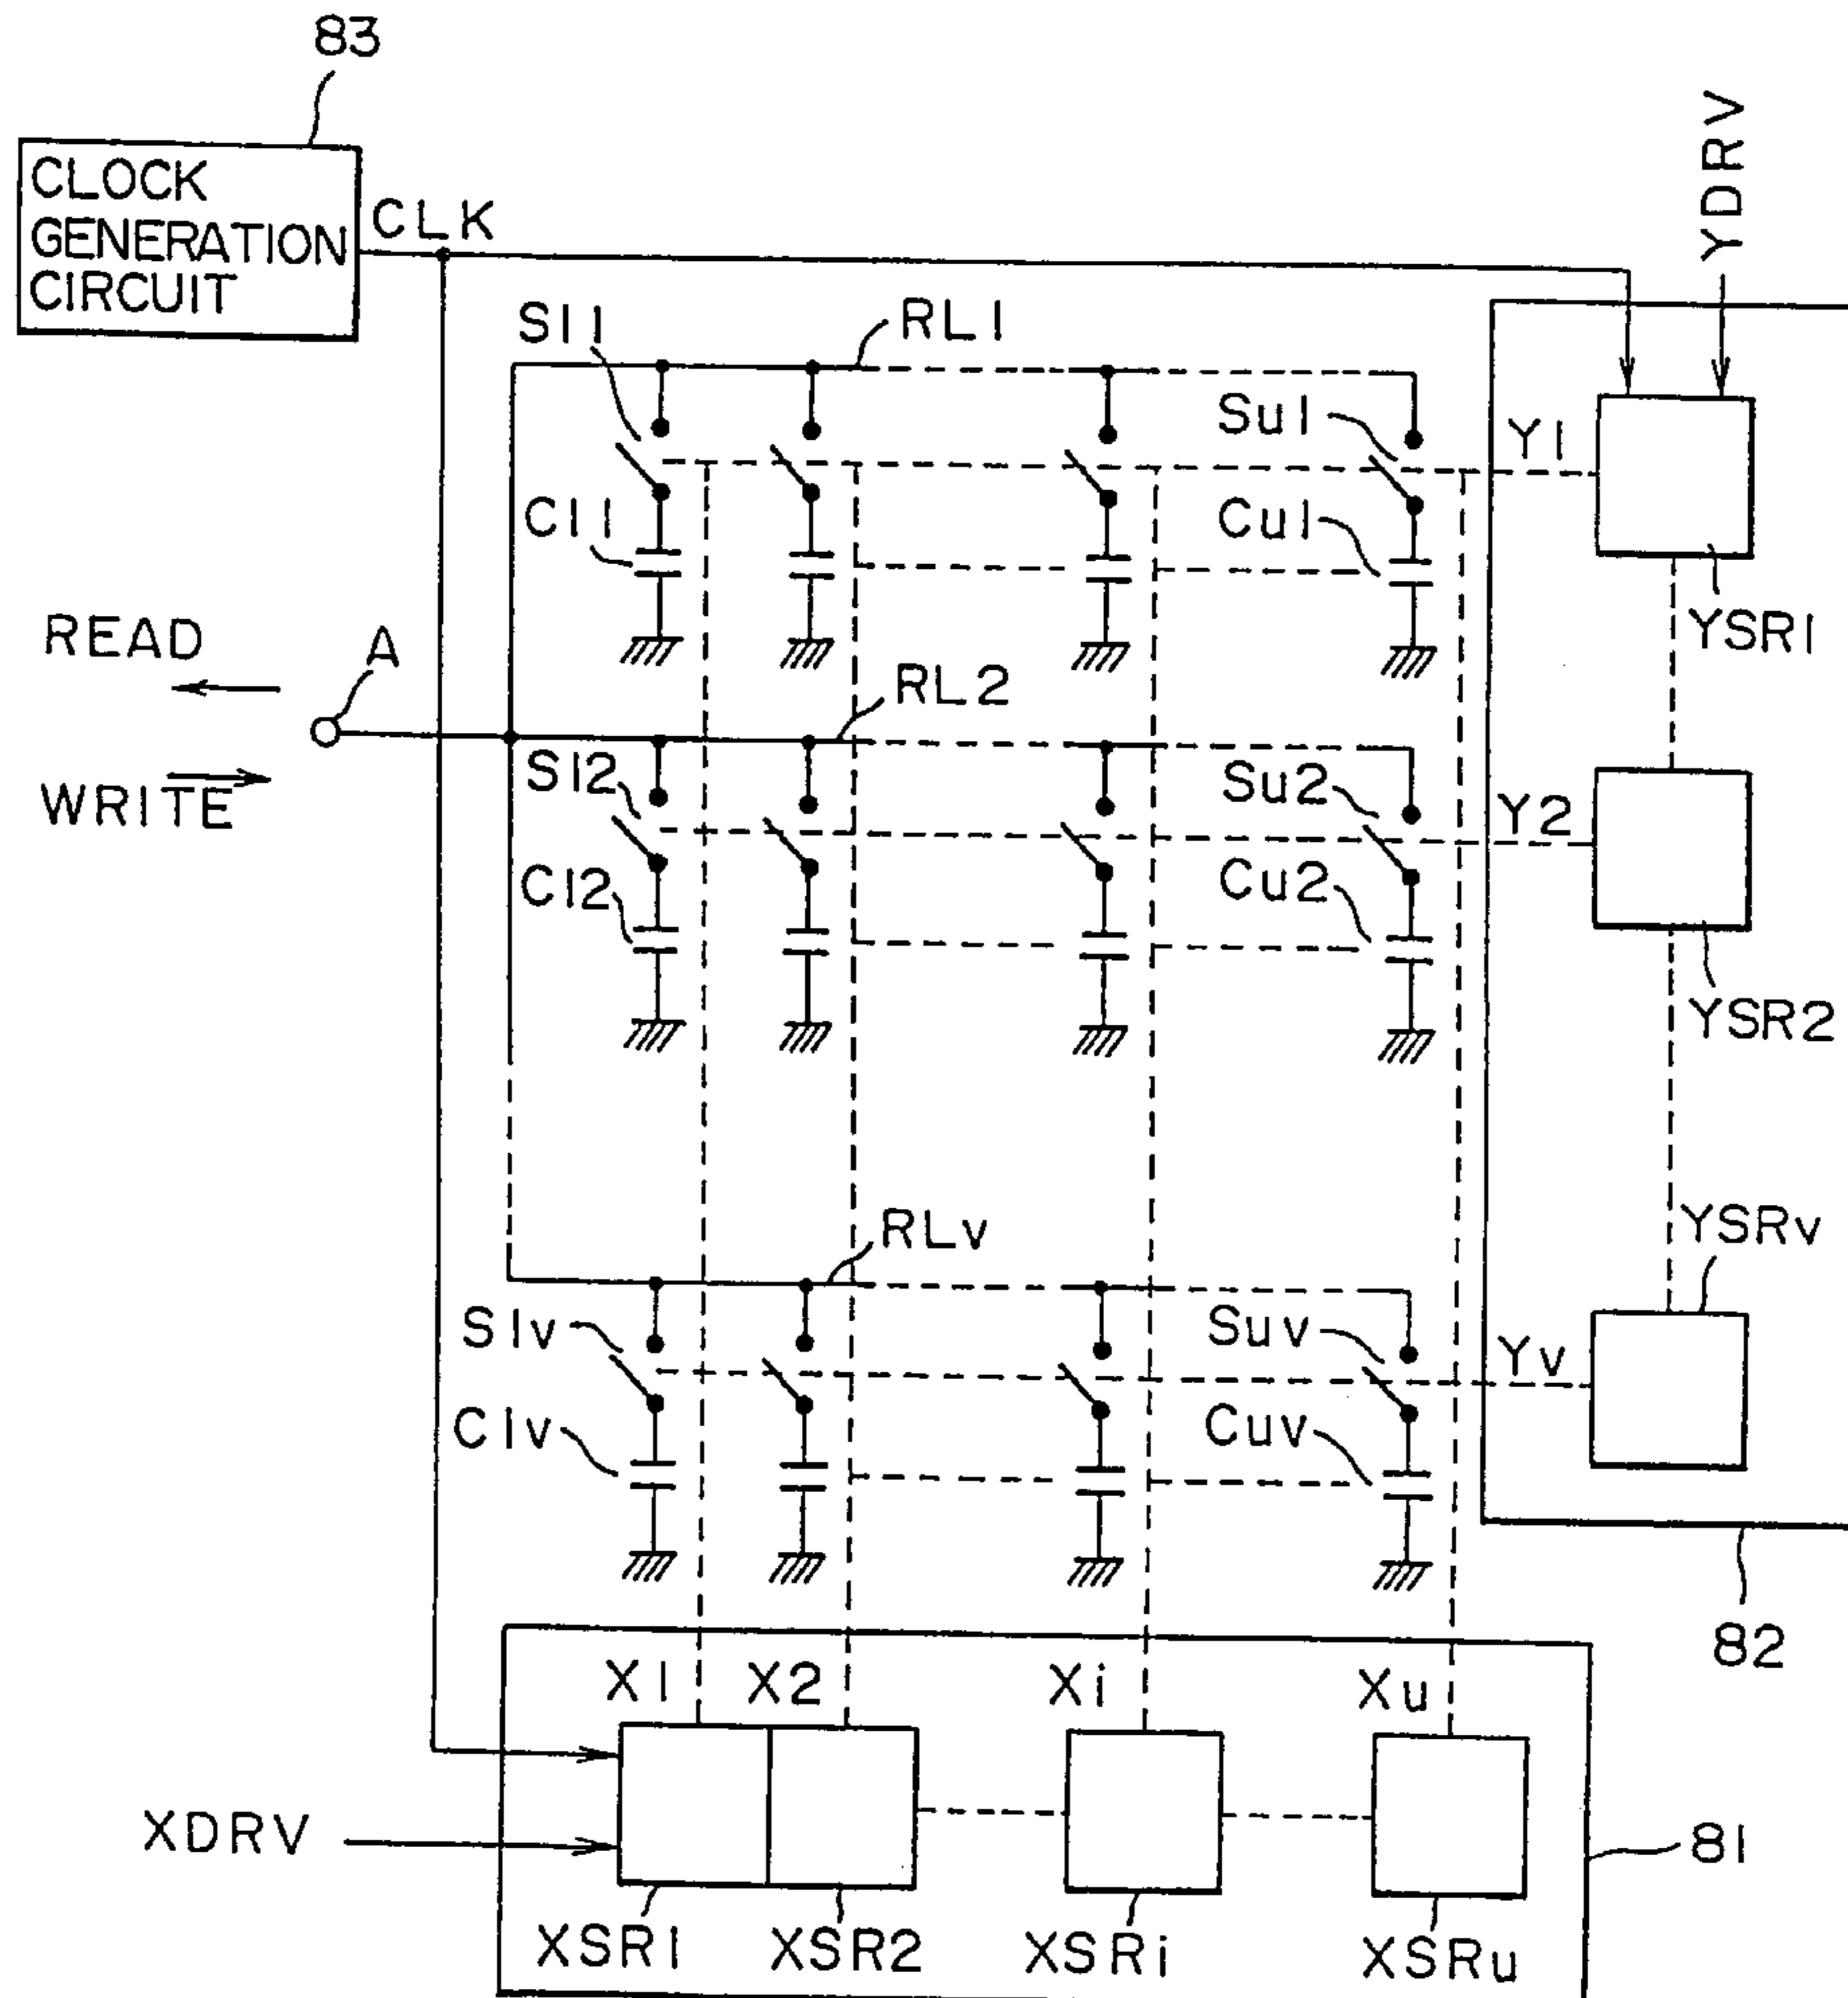 83
CLOCK
GENERATION
CIRCUIT
CLK
YDRV
S11
RL1
Su1
Y1
C11
Cu1
YSR1
READ
A
RL2
WRITE
S12
Su2
Y2
C12
Cu2
YSR2
RLv
YSRv
S1v
Suv
Yv
C1v
Cuv
82
X1
X2
Xi
Xu
XDRV
81
XSR1
XSR2
XSRi
XSRu